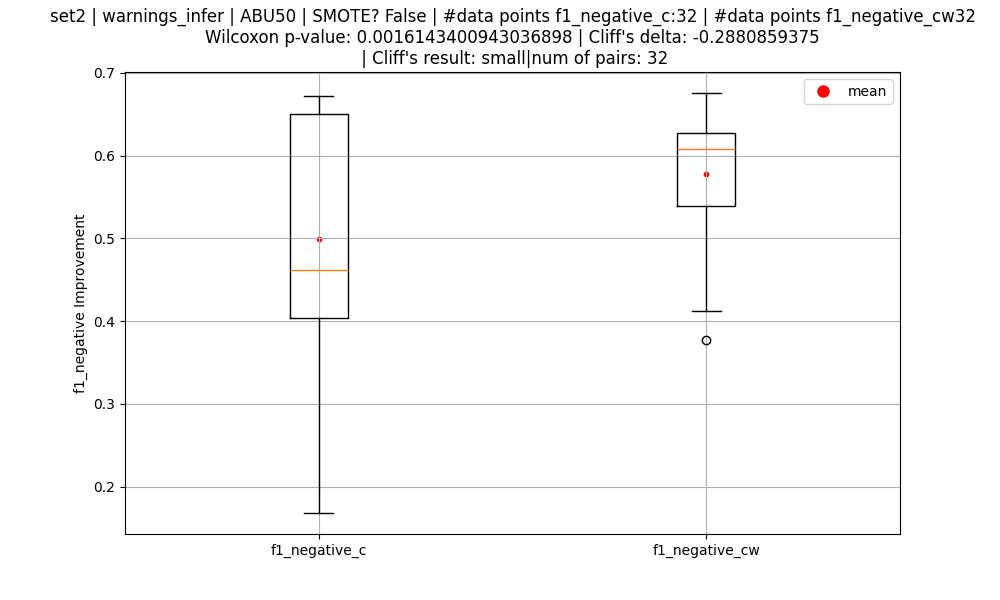 set2 | warnings_infer | ABU50 | SMOTE? False | #data points f1_negative_c:32 | #data points f1_negative_cw32
Wilcoxon p-value: 0.0016143400943036898 | Cliff's delta: -0.2880859375
| Cliff's result: small|num of pairs: 32
mean
f1_negative Improvement
0.7
0.6
0.5
0.4
0.3
0.2
f1_negative_c
f1_negative_cw